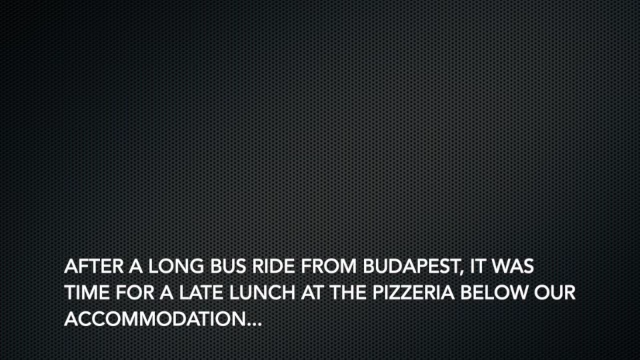 AFTER A LONG BUS RIDE FROM BUDAPEST, IT WAS
TIME FOR A LATE LUNCH AT THE PIZZERIA BELOW OUR
ACCOMMODATION...